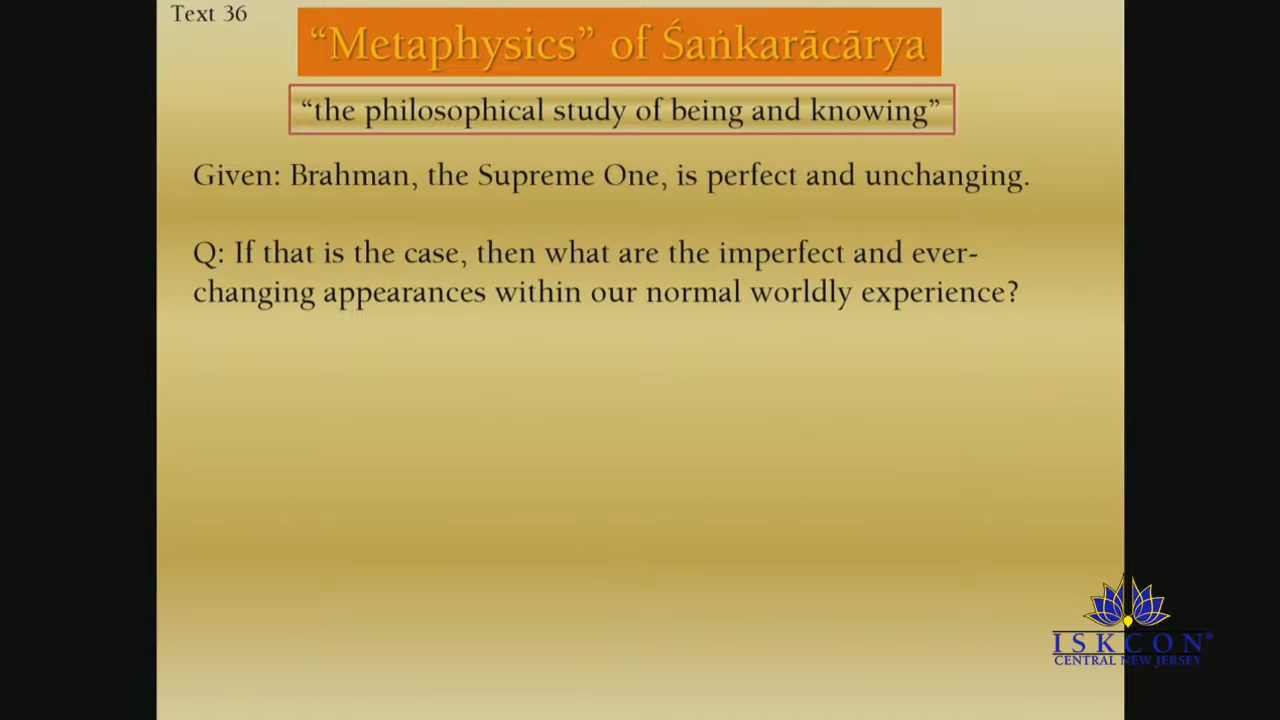 Text 36
“Metaphysics” of Śaṅkarācārya
“the philosophical study of being and knowing”
Given: Brahman, the Supreme One, is perfect and unchanging.
Q: If that is the case, then what are the imperfect and ever-
changing appearances within our normal worldly experience?
ISKCON®
CENTRAL NEW JERSEY